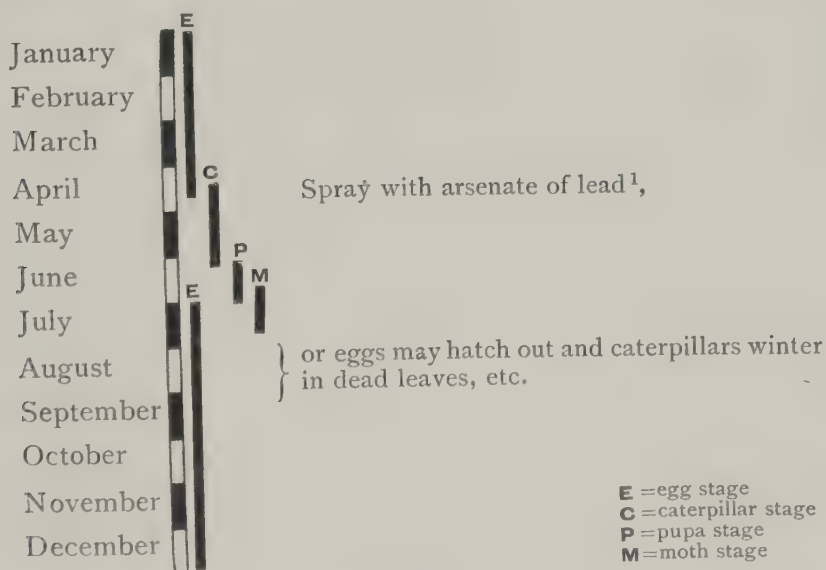 E
January
February
March
C
April Spray with arsenate of lead¹,
May
P
June M
E
July
} or eggs may hatch out and caterpillars winter
August in dead leaves, etc.
September
October
November E=egg stage
C=caterpillar stage
P=pupa stage
December M=moth stage